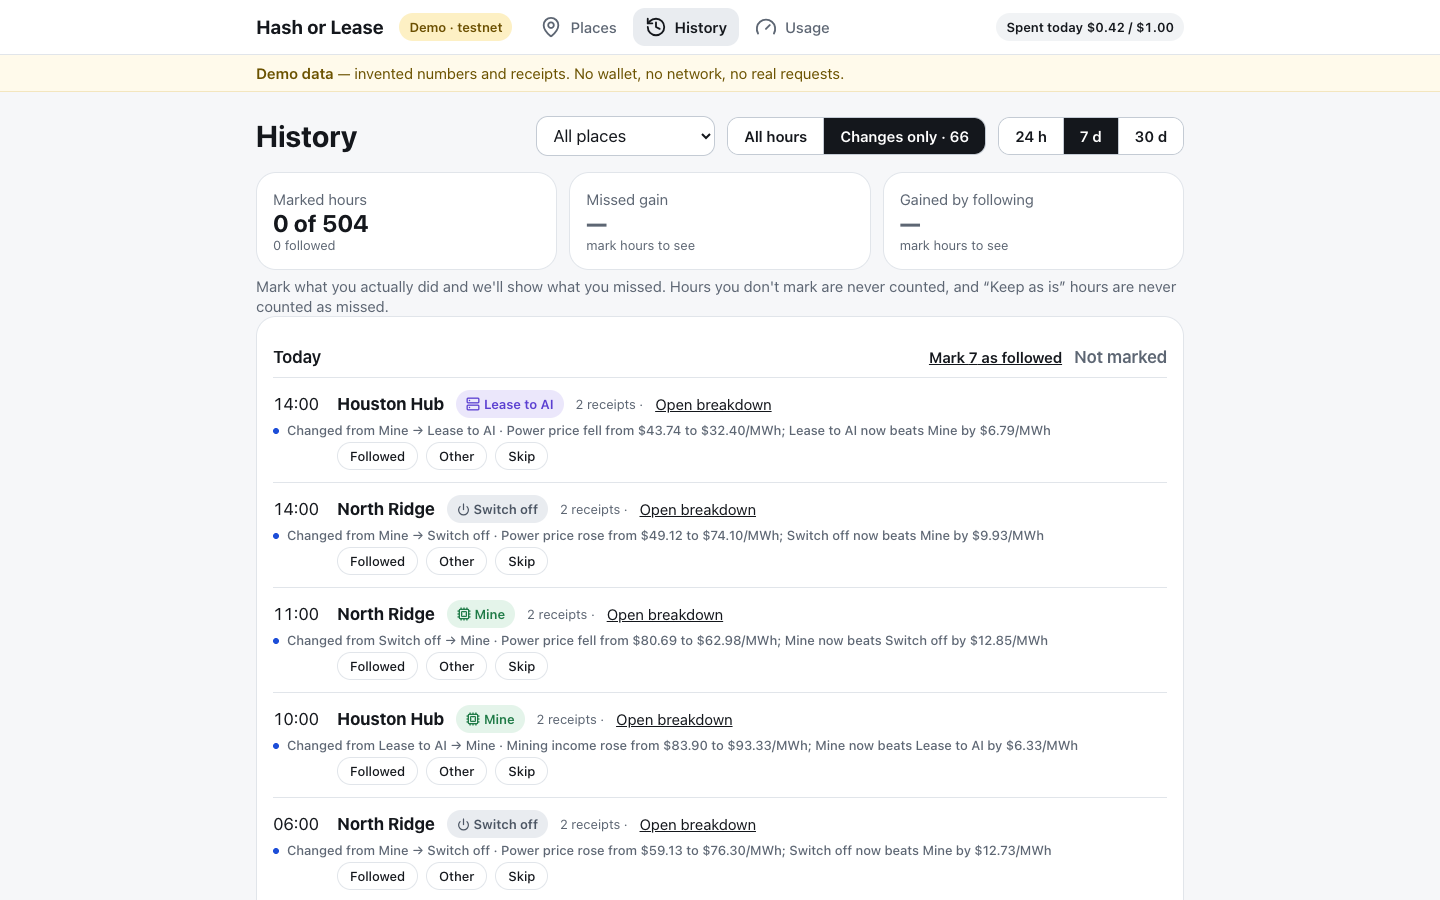 Hash or Lease Demo · testnet Places History Usage Spent today $0.42 / $1.00
Demo data — invented numbers and receipts. No wallet, no network, no real requests.
History All places All hours Changes only · 66 24 h 7 d 30 d
Marked hours
0 of 504
0 followed
Missed gain
—
mark hours to see
Gained by following
—
mark hours to see
Mark what you actually did and we'll show what you missed. Hours you don't mark are never counted, and “Keep as is” hours are never
counted as missed.
Today Mark 7 as followed Not marked
14:00 Houston Hub Lease to AI 2 receipts · Open breakdown
Changed from Mine → Lease to AI · Power price fell from $43.74 to $32.40/MWh; Lease to AI now beats Mine by $6.79/MWh
Followed Other Skip
14:00 North Ridge Switch off 2 receipts · Open breakdown
Changed from Mine → Switch off · Power price rose from $49.12 to $74.10/MWh; Switch off now beats Mine by $9.93/MWh
Followed Other Skip
11:00 North Ridge Mine 2 receipts · Open breakdown
Changed from Switch off → Mine · Power price fell from $80.69 to $62.98/MWh; Mine now beats Switch off by $12.85/MWh
Followed Other Skip
10:00 Houston Hub Mine 2 receipts · Open breakdown
Changed from Lease to AI → Mine · Mining income rose from $83.90 to $93.33/MWh; Mine now beats Lease to AI by $6.33/MWh
Followed Other Skip
06:00 North Ridge Switch off 2 receipts · Open breakdown
Changed from Mine → Switch off · Power price rose from $59.13 to $76.30/MWh; Switch off now beats Mine by $12.73/MWh
Followed Other Skip